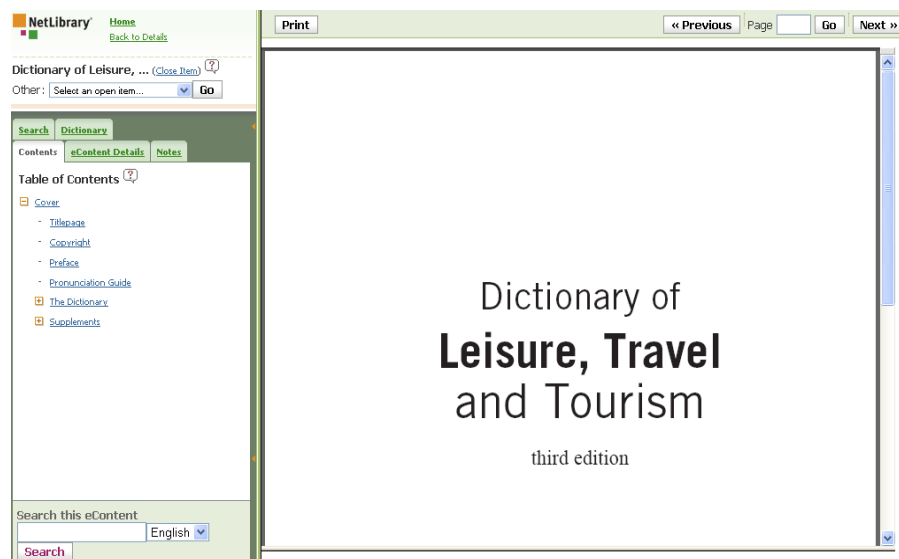 NetLibrary®
Home
Back to Details
Dictionary of Leisure, ... (Close Item) ?
Other: Select an open item... Go
Search Dictionary
Contents eContent Details Notes
Table of Contents ?
Cover
- Titlepage
- Copyright
- Preface
- Pronunciation Guide
The Dictionary
Supplements
Search this eContent
English
Search
Print « Previous Page Go Next »
Dictionary of
Leisure, Travel
and Tourism
third edition